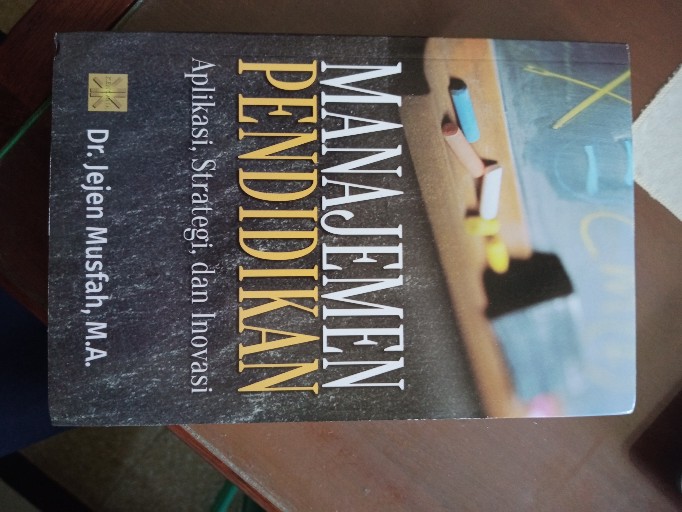 MANAJEMEN
PENDIDIKAN
Aplikasi, Strategi, dan Inovasi
Dr. Jejen Musfah, M.A.